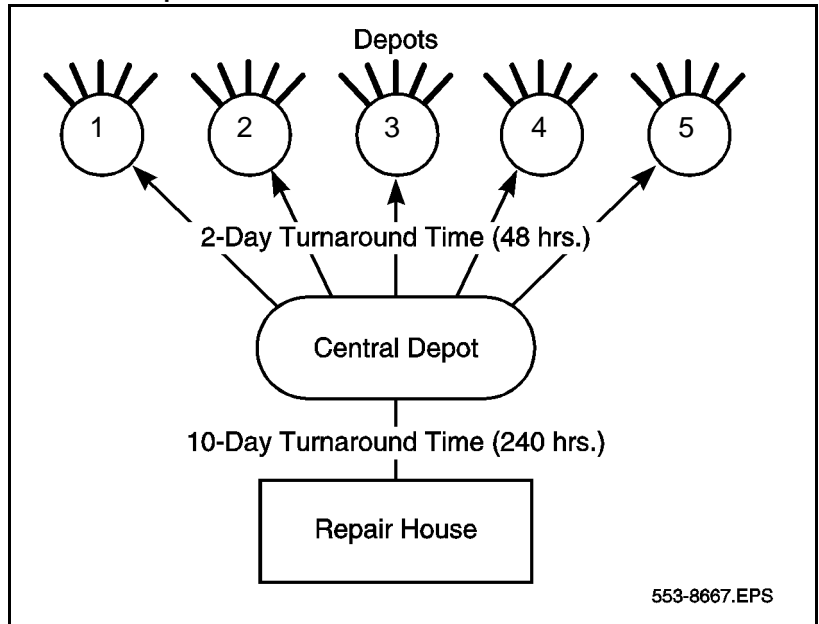 Depots
1 2 3 4 5
2-Day Turnaround Time (48 hrs.)
Central Depot
10-Day Turnaround Time (240 hrs.)
Repair House
553-8667.EPS